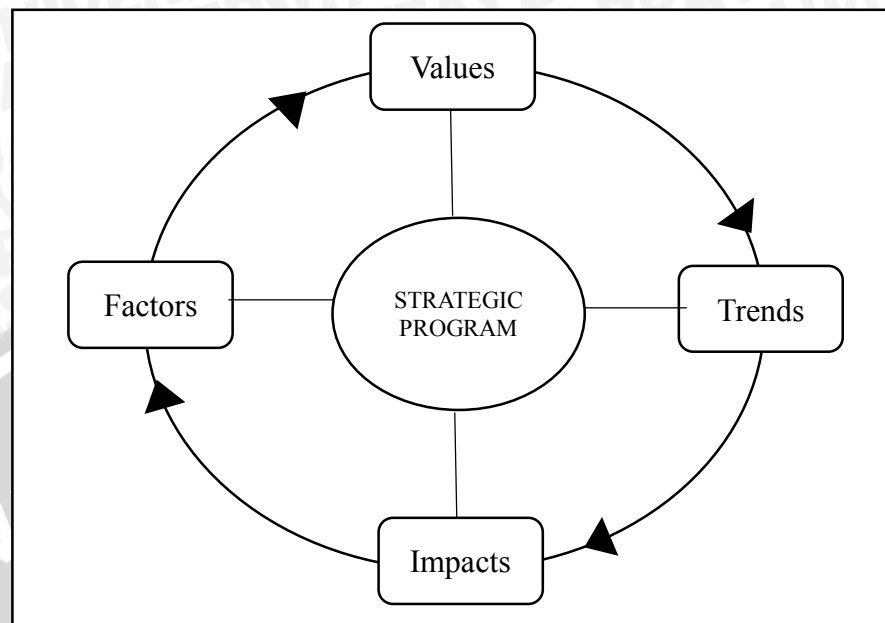 Values
Factors
STRATEGIC
PROGRAM
Trends
Impacts